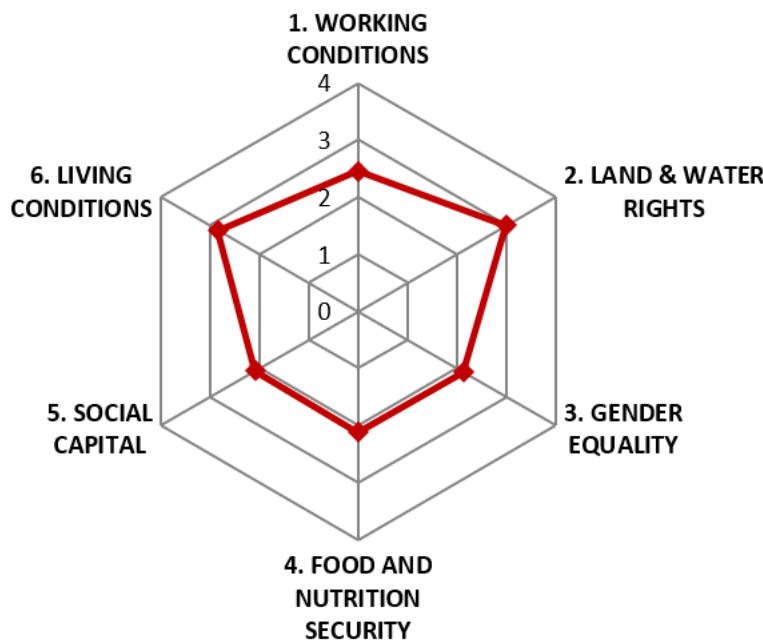 1. WORKING
CONDITIONS
4
3
2
1
0
2. LAND & WATER
RIGHTS
3. GENDER
EQUALITY
4. FOOD AND
NUTRITION
SECURITY
5. SOCIAL
CAPITAL
6. LIVING
CONDITIONS